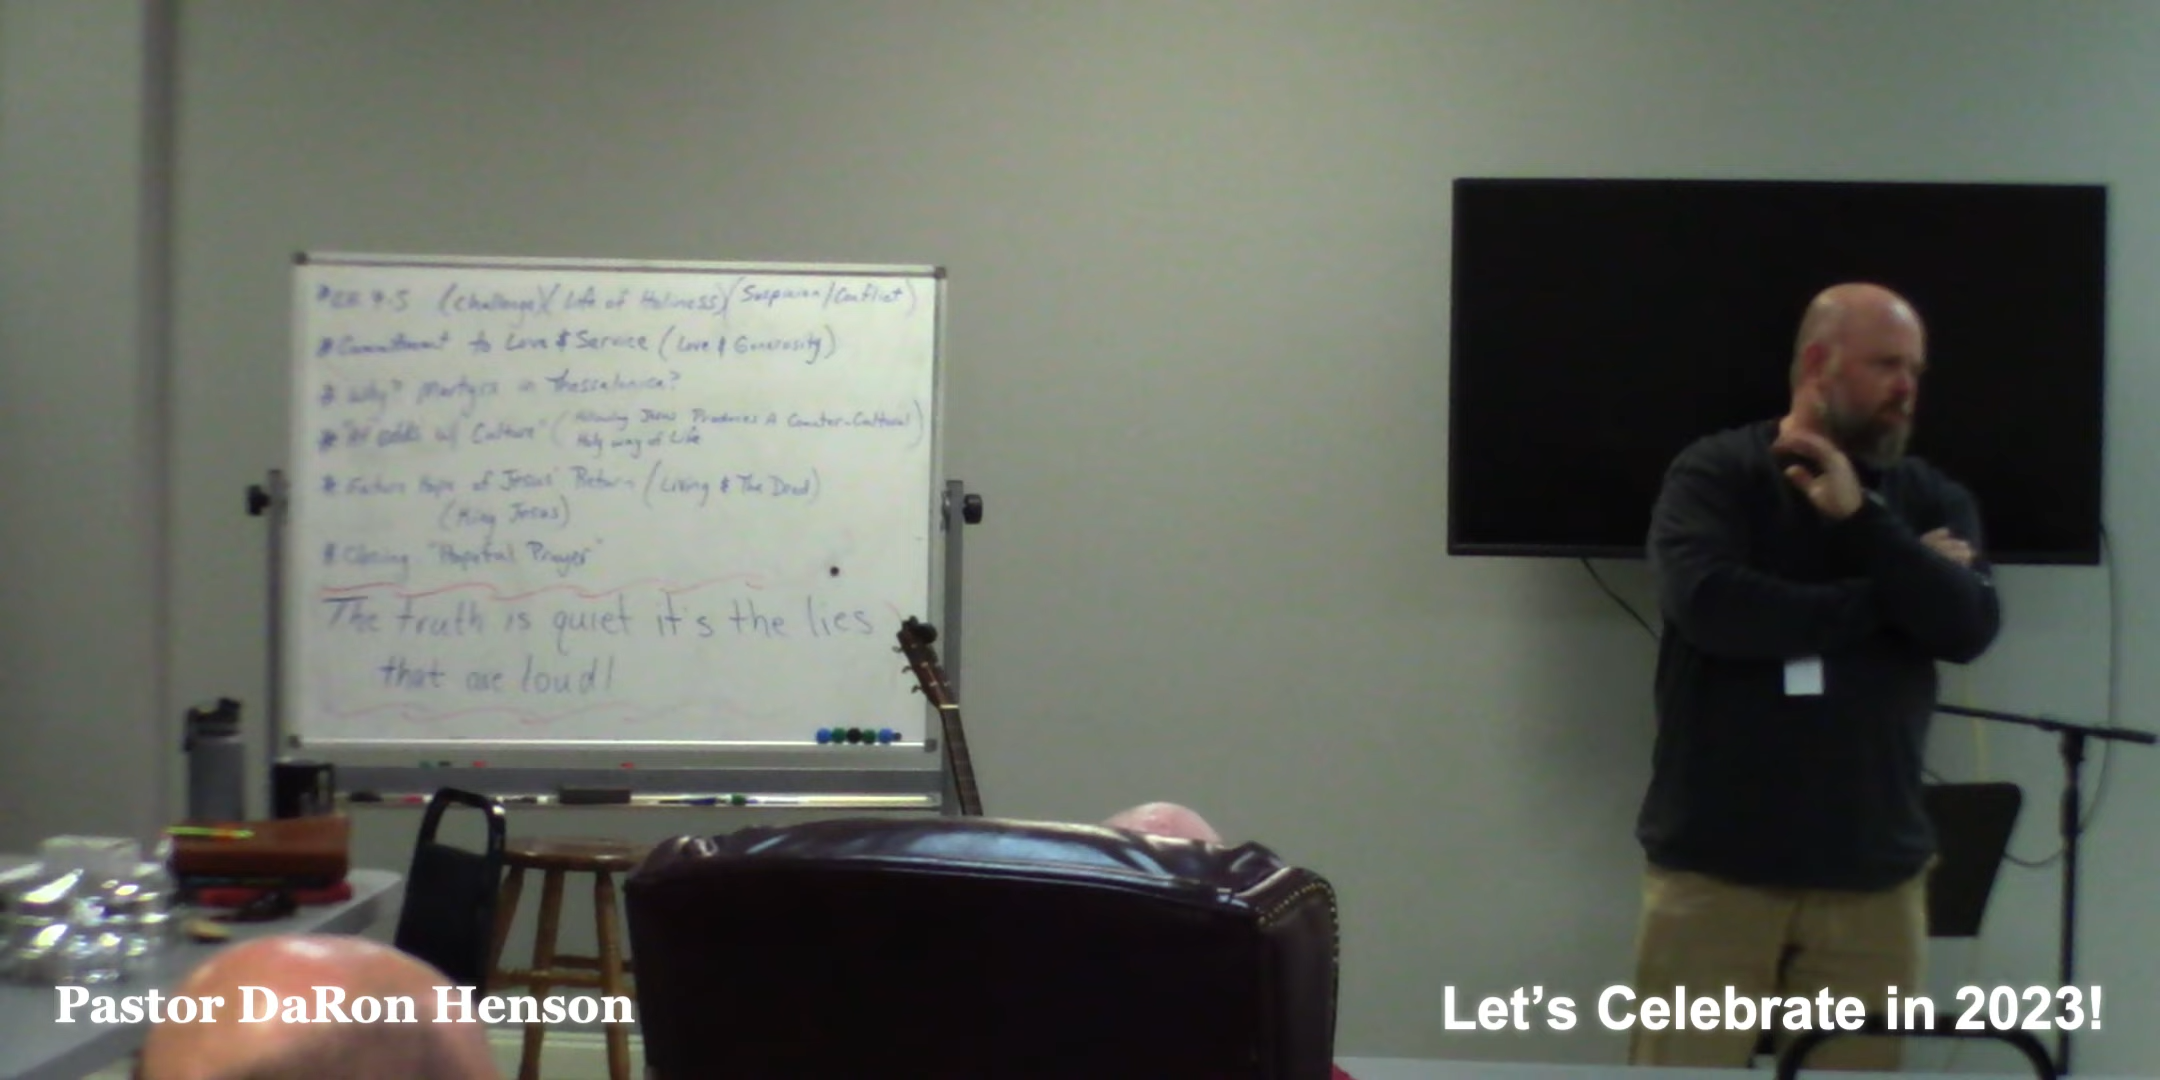 *CH 4-5 (Challenge)(Life of Holiness)(Suspicion/Conflict)
* Commitment to Love & Service (Love & Generosity)
* Why? Martyrs in Thessalonica?
* "At odds w/ Culture" (Following Jesus Produces A Counter-Cultural
Holy way of Life)
* Future Hope of Jesus' Return (Living & The Dead)
(King Jesus)
* Closing "Hopeful Prayer"
The truth is quiet it's the lies
that are loud!
Pastor DaRon Henson
Let's Celebrate in 2023!